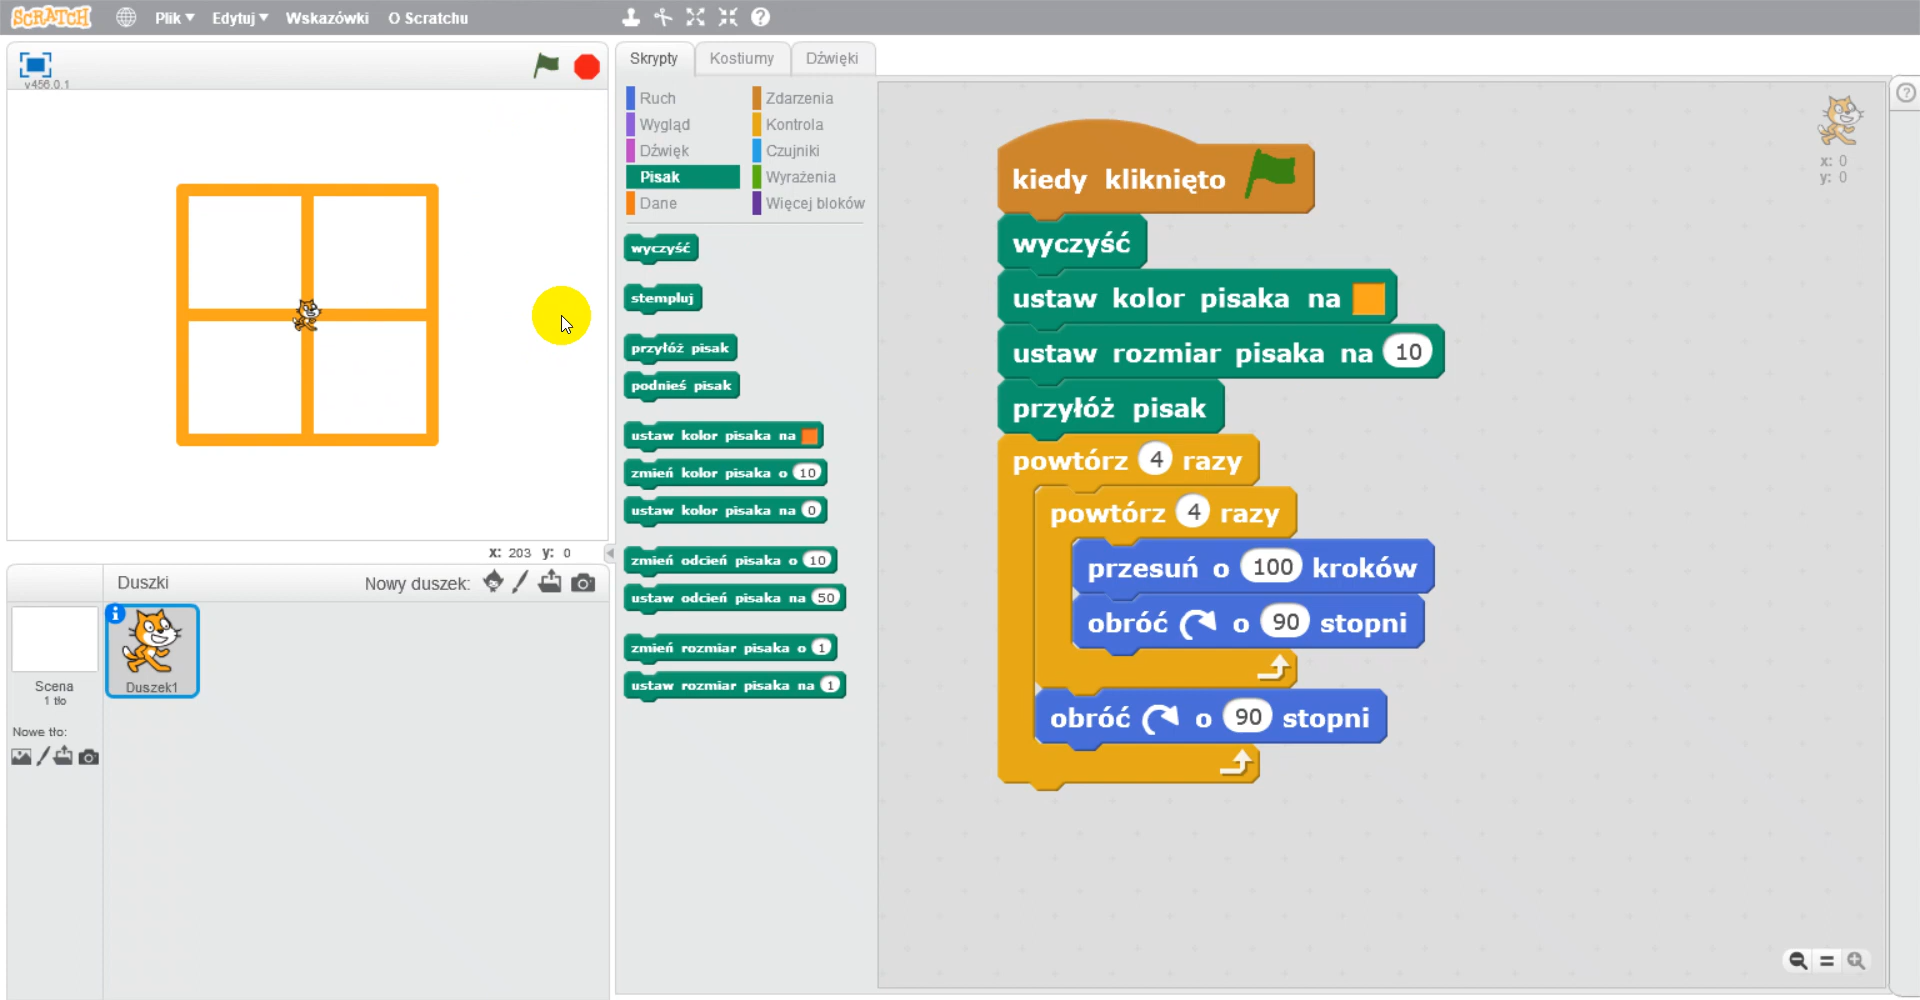 SCRATCH
Plik Edytuj Wskazówki O Scratchu
v456.0.1
x: 203 y: 0
Duszki
Nowy duszek:
Scena
1 tło
Nowe tło:
Duszek1
Skrypty Kostiumy Dźwięki
Ruch
Wygląd
Dźwięk
Pisak
Dane
Zdarzenia
Kontrola
Czujniki
Wyrażenia
Więcej bloków
wyczyść
stempluj
przyłóż pisak
podnieś pisak
ustaw kolor pisaka na
zmień kolor pisaka o 10
ustaw kolor pisaka na 0
zmień odcień pisaka o 10
ustaw odcień pisaka na 50
zmień rozmiar pisaka o 1
ustaw rozmiar pisaka na 1
kiedy kliknięto
wyczyść
ustaw kolor pisaka na
ustaw rozmiar pisaka na 10
przyłóż pisak
powtórz 4 razy
powtórz 4 razy
przesuń o 100 kroków
obróć o 90 stopni
obróć o 90 stopni
x: 0
y: 0